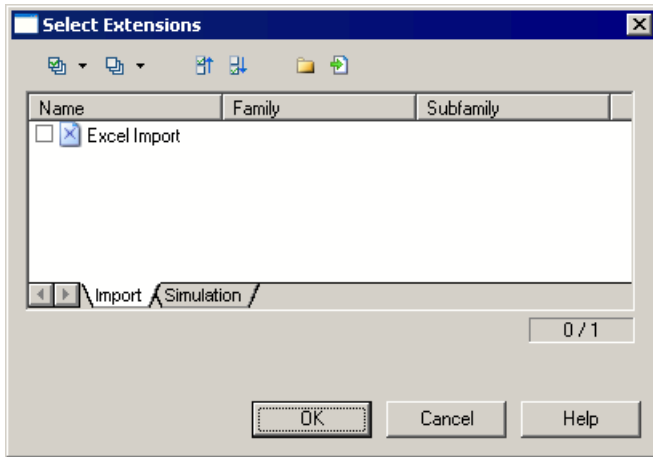 Select Extensions
Name Family Subfamily
Excel Import
Import Simulation
0 / 1
OK Cancel Help